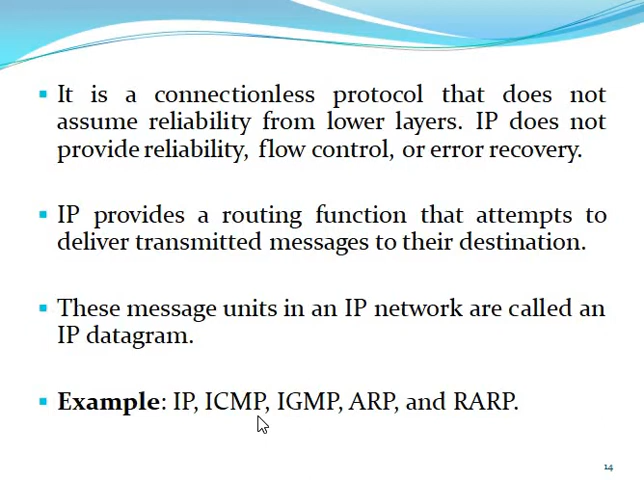 It is a connectionless protocol that does not
assume reliability from lower layers. IP does not
provide reliability, flow control, or error recovery.
IP provides a routing function that attempts to
deliver transmitted messages to their destination.
These message units in an IP network are called an
IP datagram.
Example: IP, ICMP, IGMP, ARP, and RARP.
14